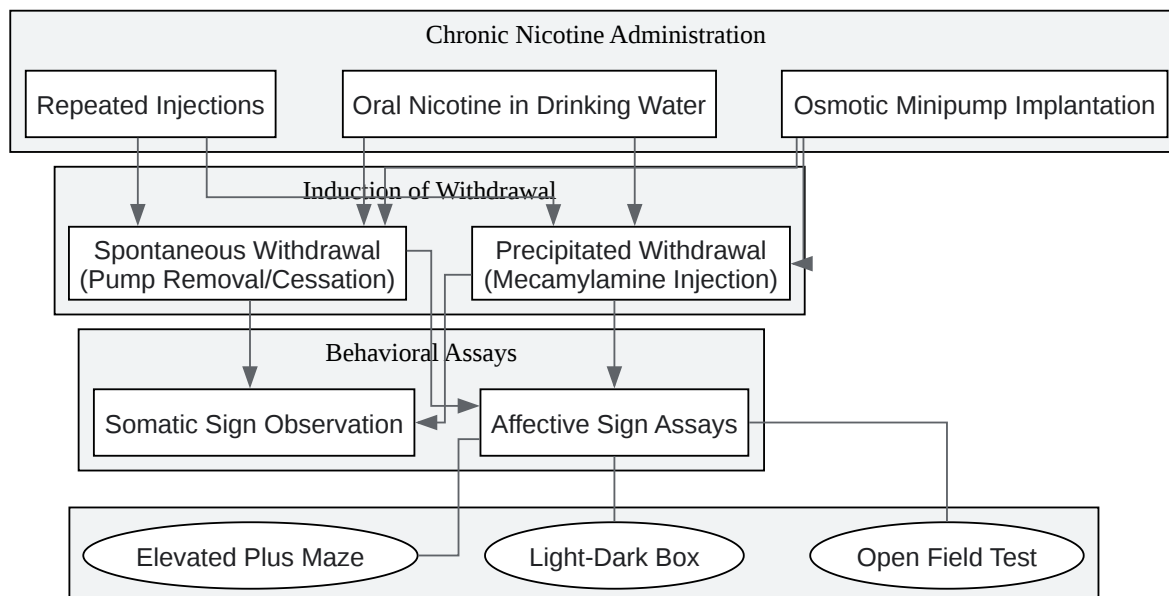 Chronic Nicotine Administration
Repeated Injections
Oral Nicotine in Drinking Water
Osmotic Minipump Implantation
Induction of Withdrawal
Spontaneous Withdrawal
(Pump Removal/Cessation)
Precipitated Withdrawal
(Mecamylamine Injection)
Behavioral Assays
Somatic Sign Observation
Affective Sign Assays
Elevated Plus Maze
Light-Dark Box
Open Field Test